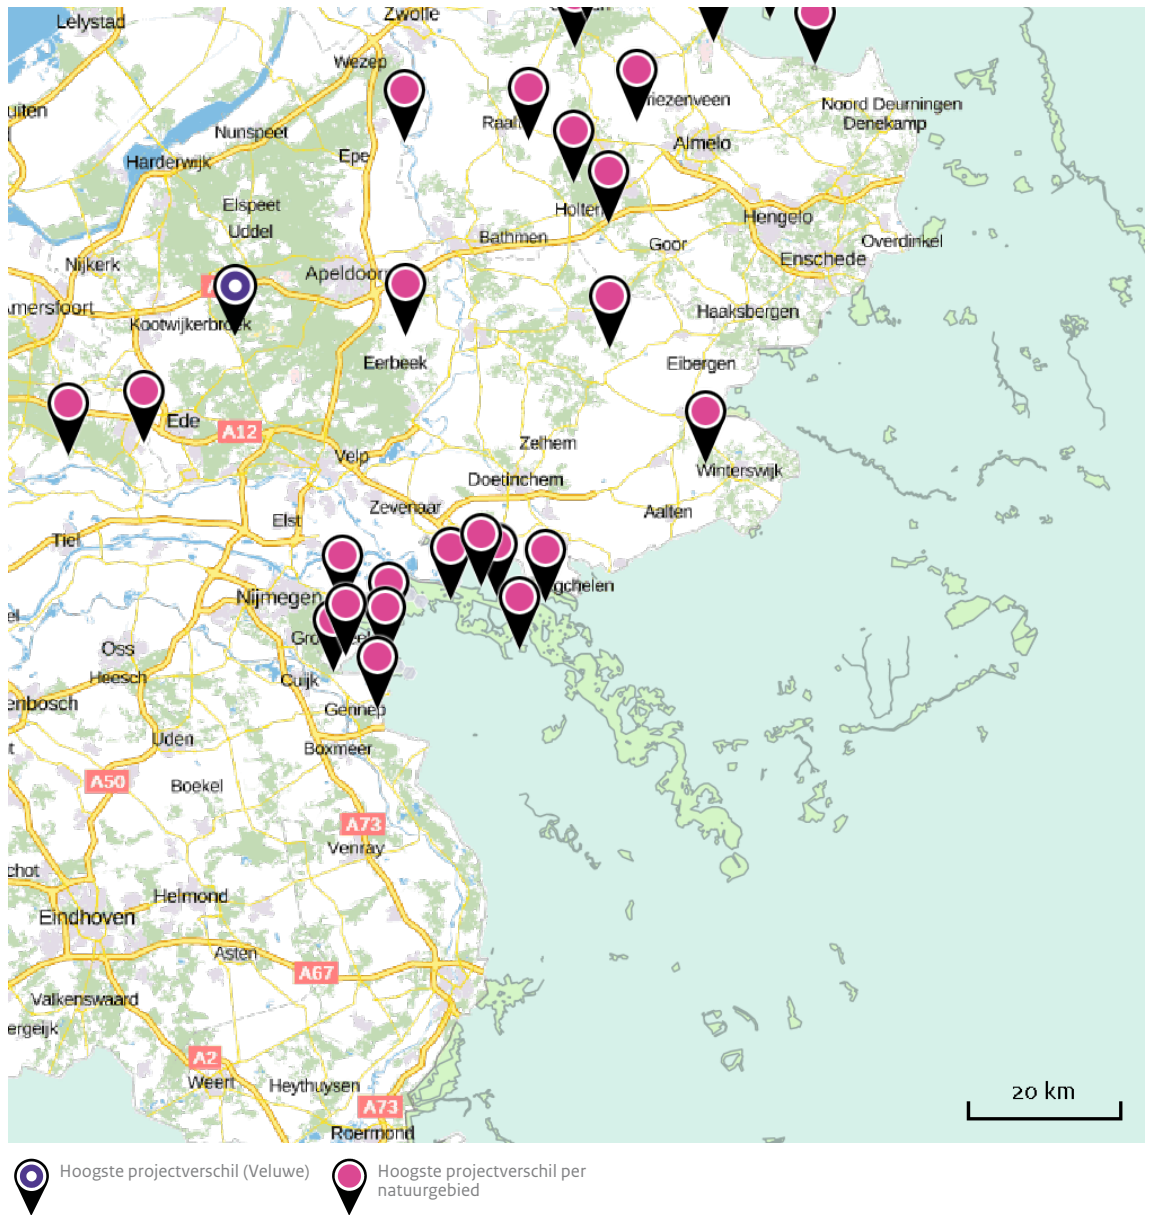 Lelystad
Zwolle
Wezep
Noord Deurningen
Denekamp
Nunspeet
Almelo
Harderwijk
Epe
Elspeet
Holten
Hengelo
Uddel
Bathmen
Goor
Overdinkel
Enschede
Nijkerk
Apeldoorn
Haaksbergen
Kootwijkerbroek
Eerbeek
Eibergen
Ede
A12
Zelhem
Velp
Winterswijk
Doetinchem
Zevenaar
Aalten
Elst
Tiel
gchelen
Nijmegen
Oss
Heesch
Cuijk
Gennep
Uden
Boxmeer
A50
Boekel
A73
Venray
Helmond
Eindhoven
Asten
A67
Valkenswaard
ergeijk
A2
Weert
Heythuysen
A73
Roermond
20 km
Hoogste projectverschil (Veluwe)
Hoogste projectverschil per
natuurgebied